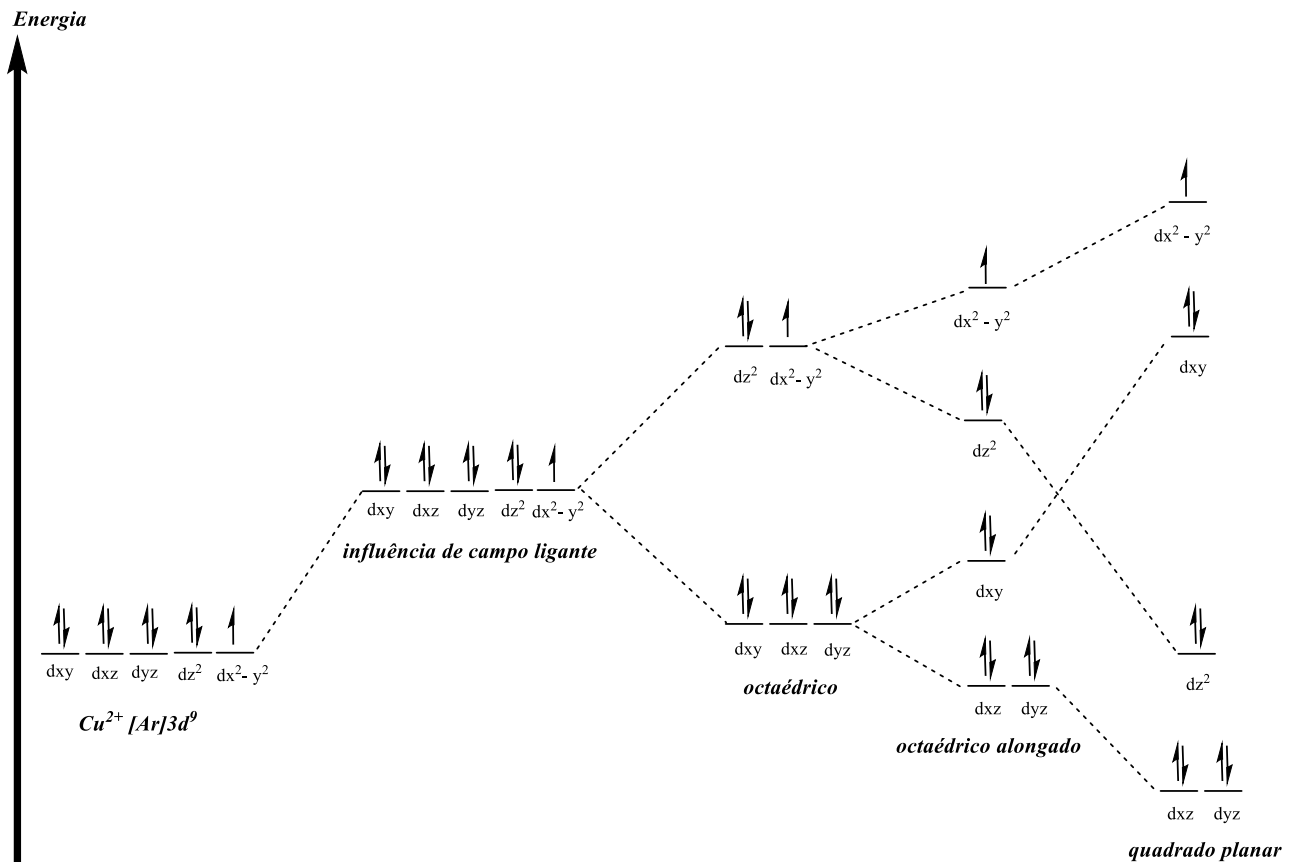 Energia
dx² - y²
dx² - y²
dxy
dz² dx²- y²
dz²
dxy dxz dyz dz² dx²- y²
influência de campo ligante
dxy
dxy dxz dyz dz² dx²- y²
Cu²⁺ [Ar]3d⁹
dxy dxz dyz
octaédrico
dz²
dxz dyz
octaédrico alongado
dxz dyz
quadrado planar